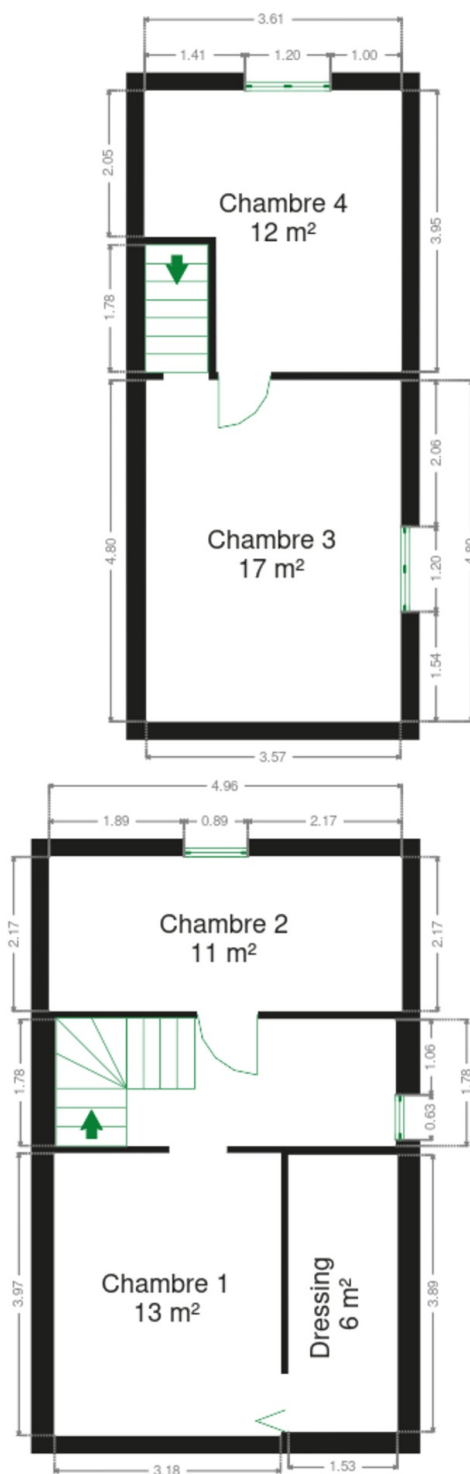 3.61
1.41
1.20
1.00
2.05
3.95
Chambre 4
12 m²
1.78
2.06
4.80
4.80
Chambre 3
17 m²
1.20
1.54
3.57
4.96
1.89
0.89
2.17
2.17
2.17
Chambre 2
11 m²
1.78
1.06
1.78
0.63
3.97
3.89
Chambre 1
13 m²
Dressing
6 m²
3.18
1.53